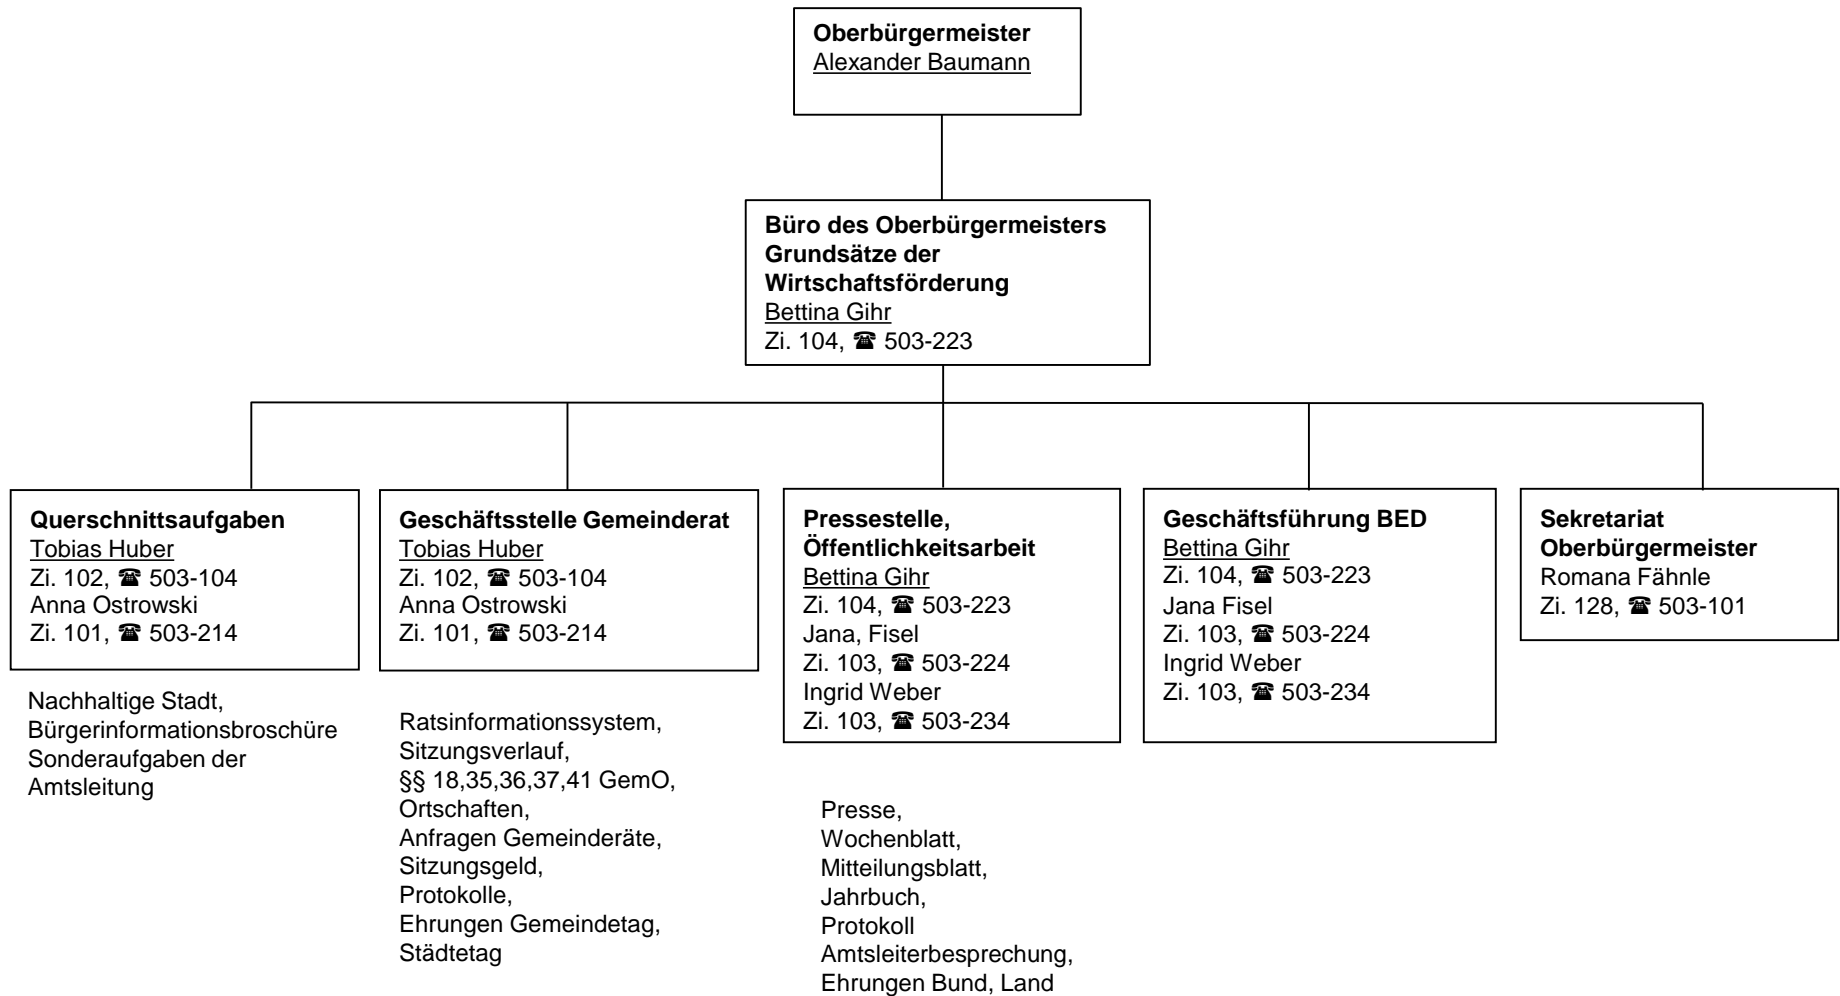 Oberbürgermeister
Alexander Baumann
Büro des Oberbürgermeisters
Grundsätze der
Wirtschaftsförderung
Bettina Gihr
Zi. 104, ☎ 503-223
Querschnittsaufgaben
Tobias Huber
Zi. 102, ☎ 503-104
Anna Ostrowski
Zi. 101, ☎ 503-214
Nachhaltige Stadt,
Bürgerinformationsbroschüre
Sonderaufgaben der
Amtsleitung
Geschäftsstelle Gemeinderat
Tobias Huber
Zi. 102, ☎ 503-104
Anna Ostrowski
Zi. 101, ☎ 503-214
Ratsinformationssystem,
Sitzungsverlauf,
§§ 18,35,36,37,41 GemO,
Ortschaften,
Anfragen Gemeinderäte,
Sitzungsgeld,
Protokolle,
Ehrungen Gemeindetag,
Städtetag
Pressestelle,
Öffentlichkeitsarbeit
Bettina Gihr
Zi. 104, ☎ 503-223
Jana, Fisel
Zi. 103, ☎ 503-224
Ingrid Weber
Zi. 103, ☎ 503-234
Presse,
Wochenblatt,
Mitteilungsblatt,
Jahrbuch,
Protokoll
Amtsleiterbesprechung,
Ehrungen Bund, Land
Geschäftsführung BED
Bettina Gihr
Zi. 104, ☎ 503-223
Jana Fisel
Zi. 103, ☎ 503-224
Ingrid Weber
Zi. 103, ☎ 503-234
Sekretariat
Oberbürgermeister
Romana Fähnle
Zi. 128, ☎ 503-101